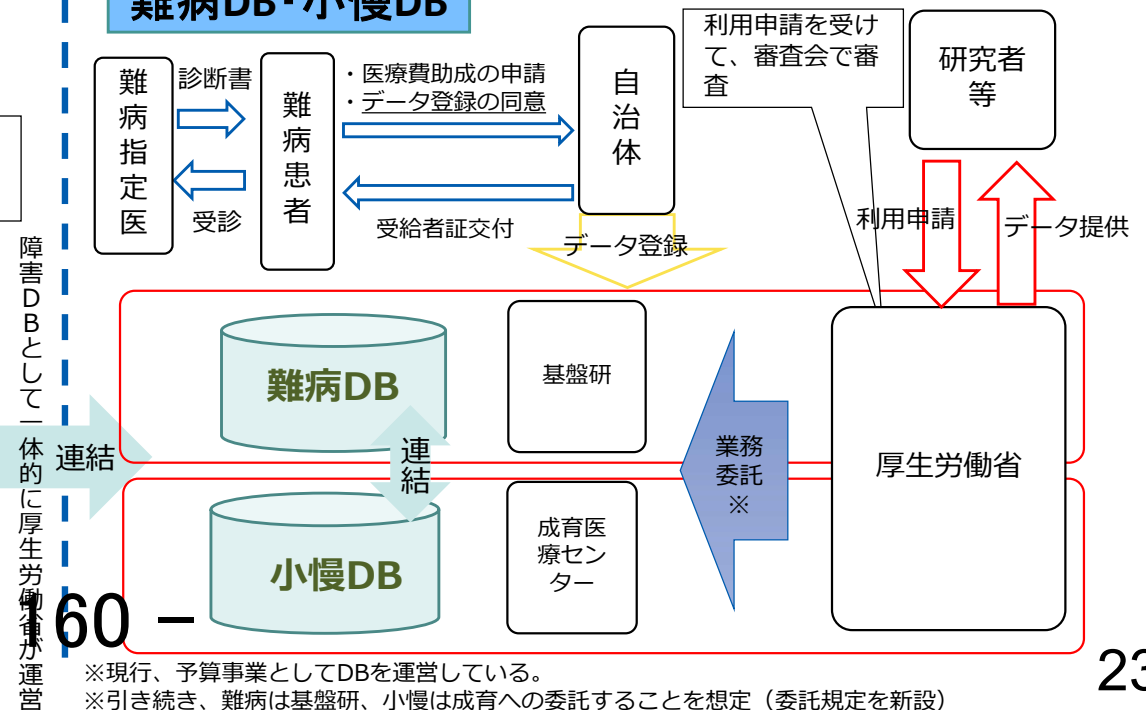 難病DB・小慢DB
難病指定医
診断書
受診
難病患者
・医療費助成の申請
・データ登録の同意
受給者証交付
自治体
データ登録
利用申請を受け
て、審査会で審
査
研究者
等
利用申請
データ提供
難病DB
基盤研
連結
連結
小慢DB
成育医
療セン
ター
業務
委託
※
厚生労働省
障害DBとして一体的に厚生労働省が運営
160 −
※現行、予算事業としてDBを運営している。
※引き続き、難病は基盤研、小慢は成育への委託することを想定（委託規定を新設）
23